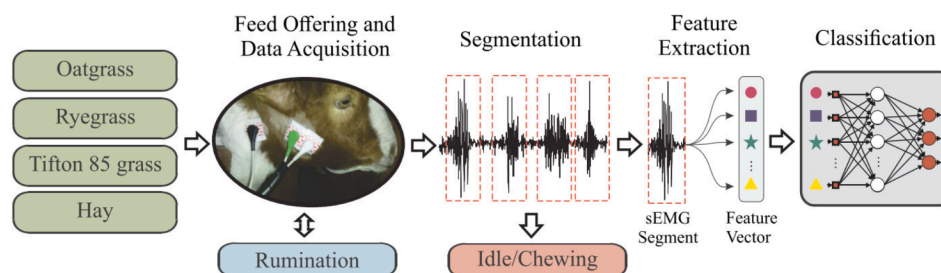 Feed Offering and
Data Acquisition
Segmentation
Feature
Extraction
Classification
Oatgrass
Ryegrass
Tifton 85 grass
Hay
Rumination
Idle/Chewing
sEMG
Segment
Feature
Vector